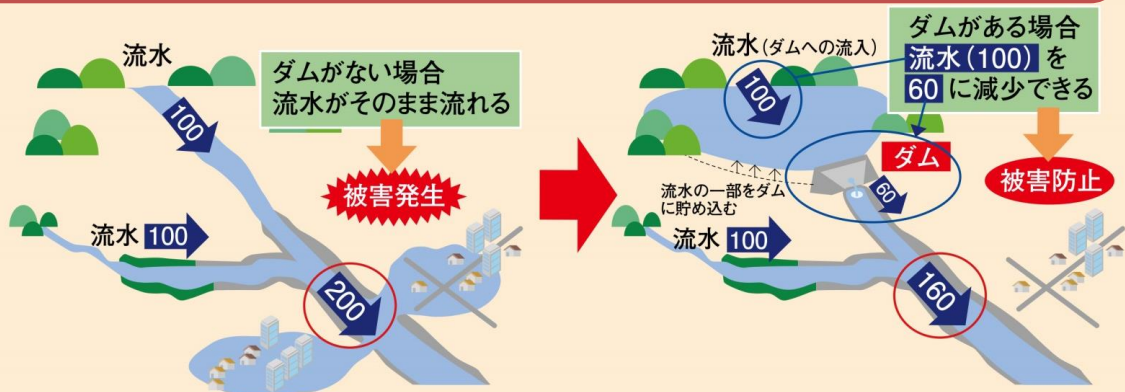 流水
ダムがない場合
流水がそのまま流れる
100
被害発生
流水 100
200
流水(ダムへの流入)
100
ダムがある場合
流水(100)を
60に減少できる
ダム
被害防止
流水の一部をダム
に貯め込む
60
流水 100
160